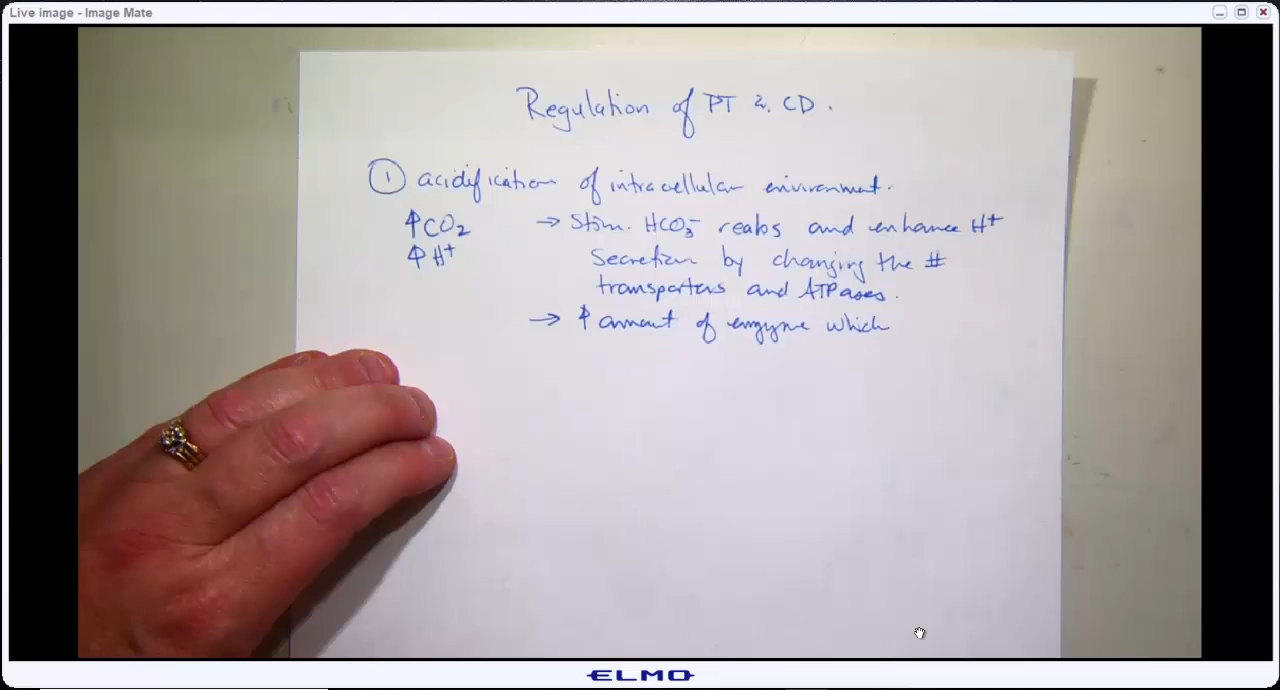 Live image - Image Mate
Regulation of PT & CD.
① acidification of intracellular environment.
↑CO₂ → Stim. HCO₃⁻ reabs and enhance H⁺
↑H⁺ Secretion by changing the #
transporters and ATPases.
→ ↑ amount of enzyme which
ELMO